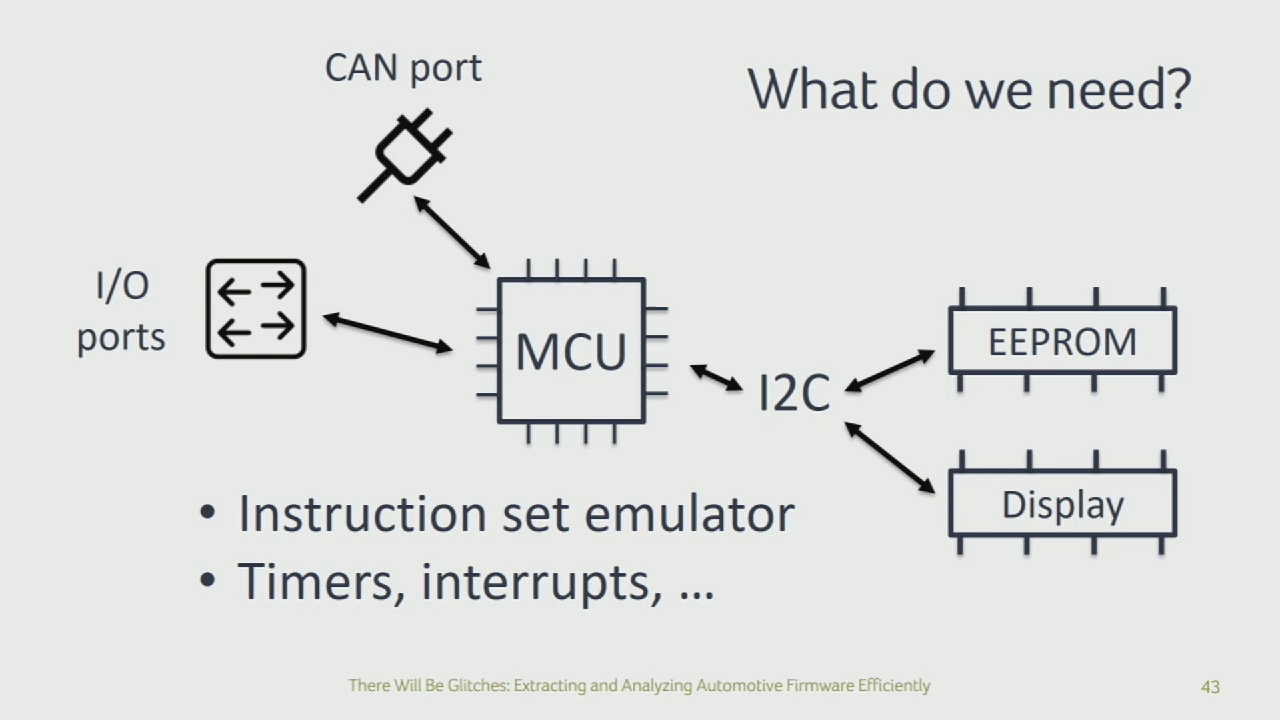 CAN port
What do we need?
I/O
ports
MCU
I2C
EEPROM
Display
• Instruction set emulator
• Timers, interrupts, ...
There Will Be Glitches: Extracting and Analyzing Automotive Firmware Efficiently
43